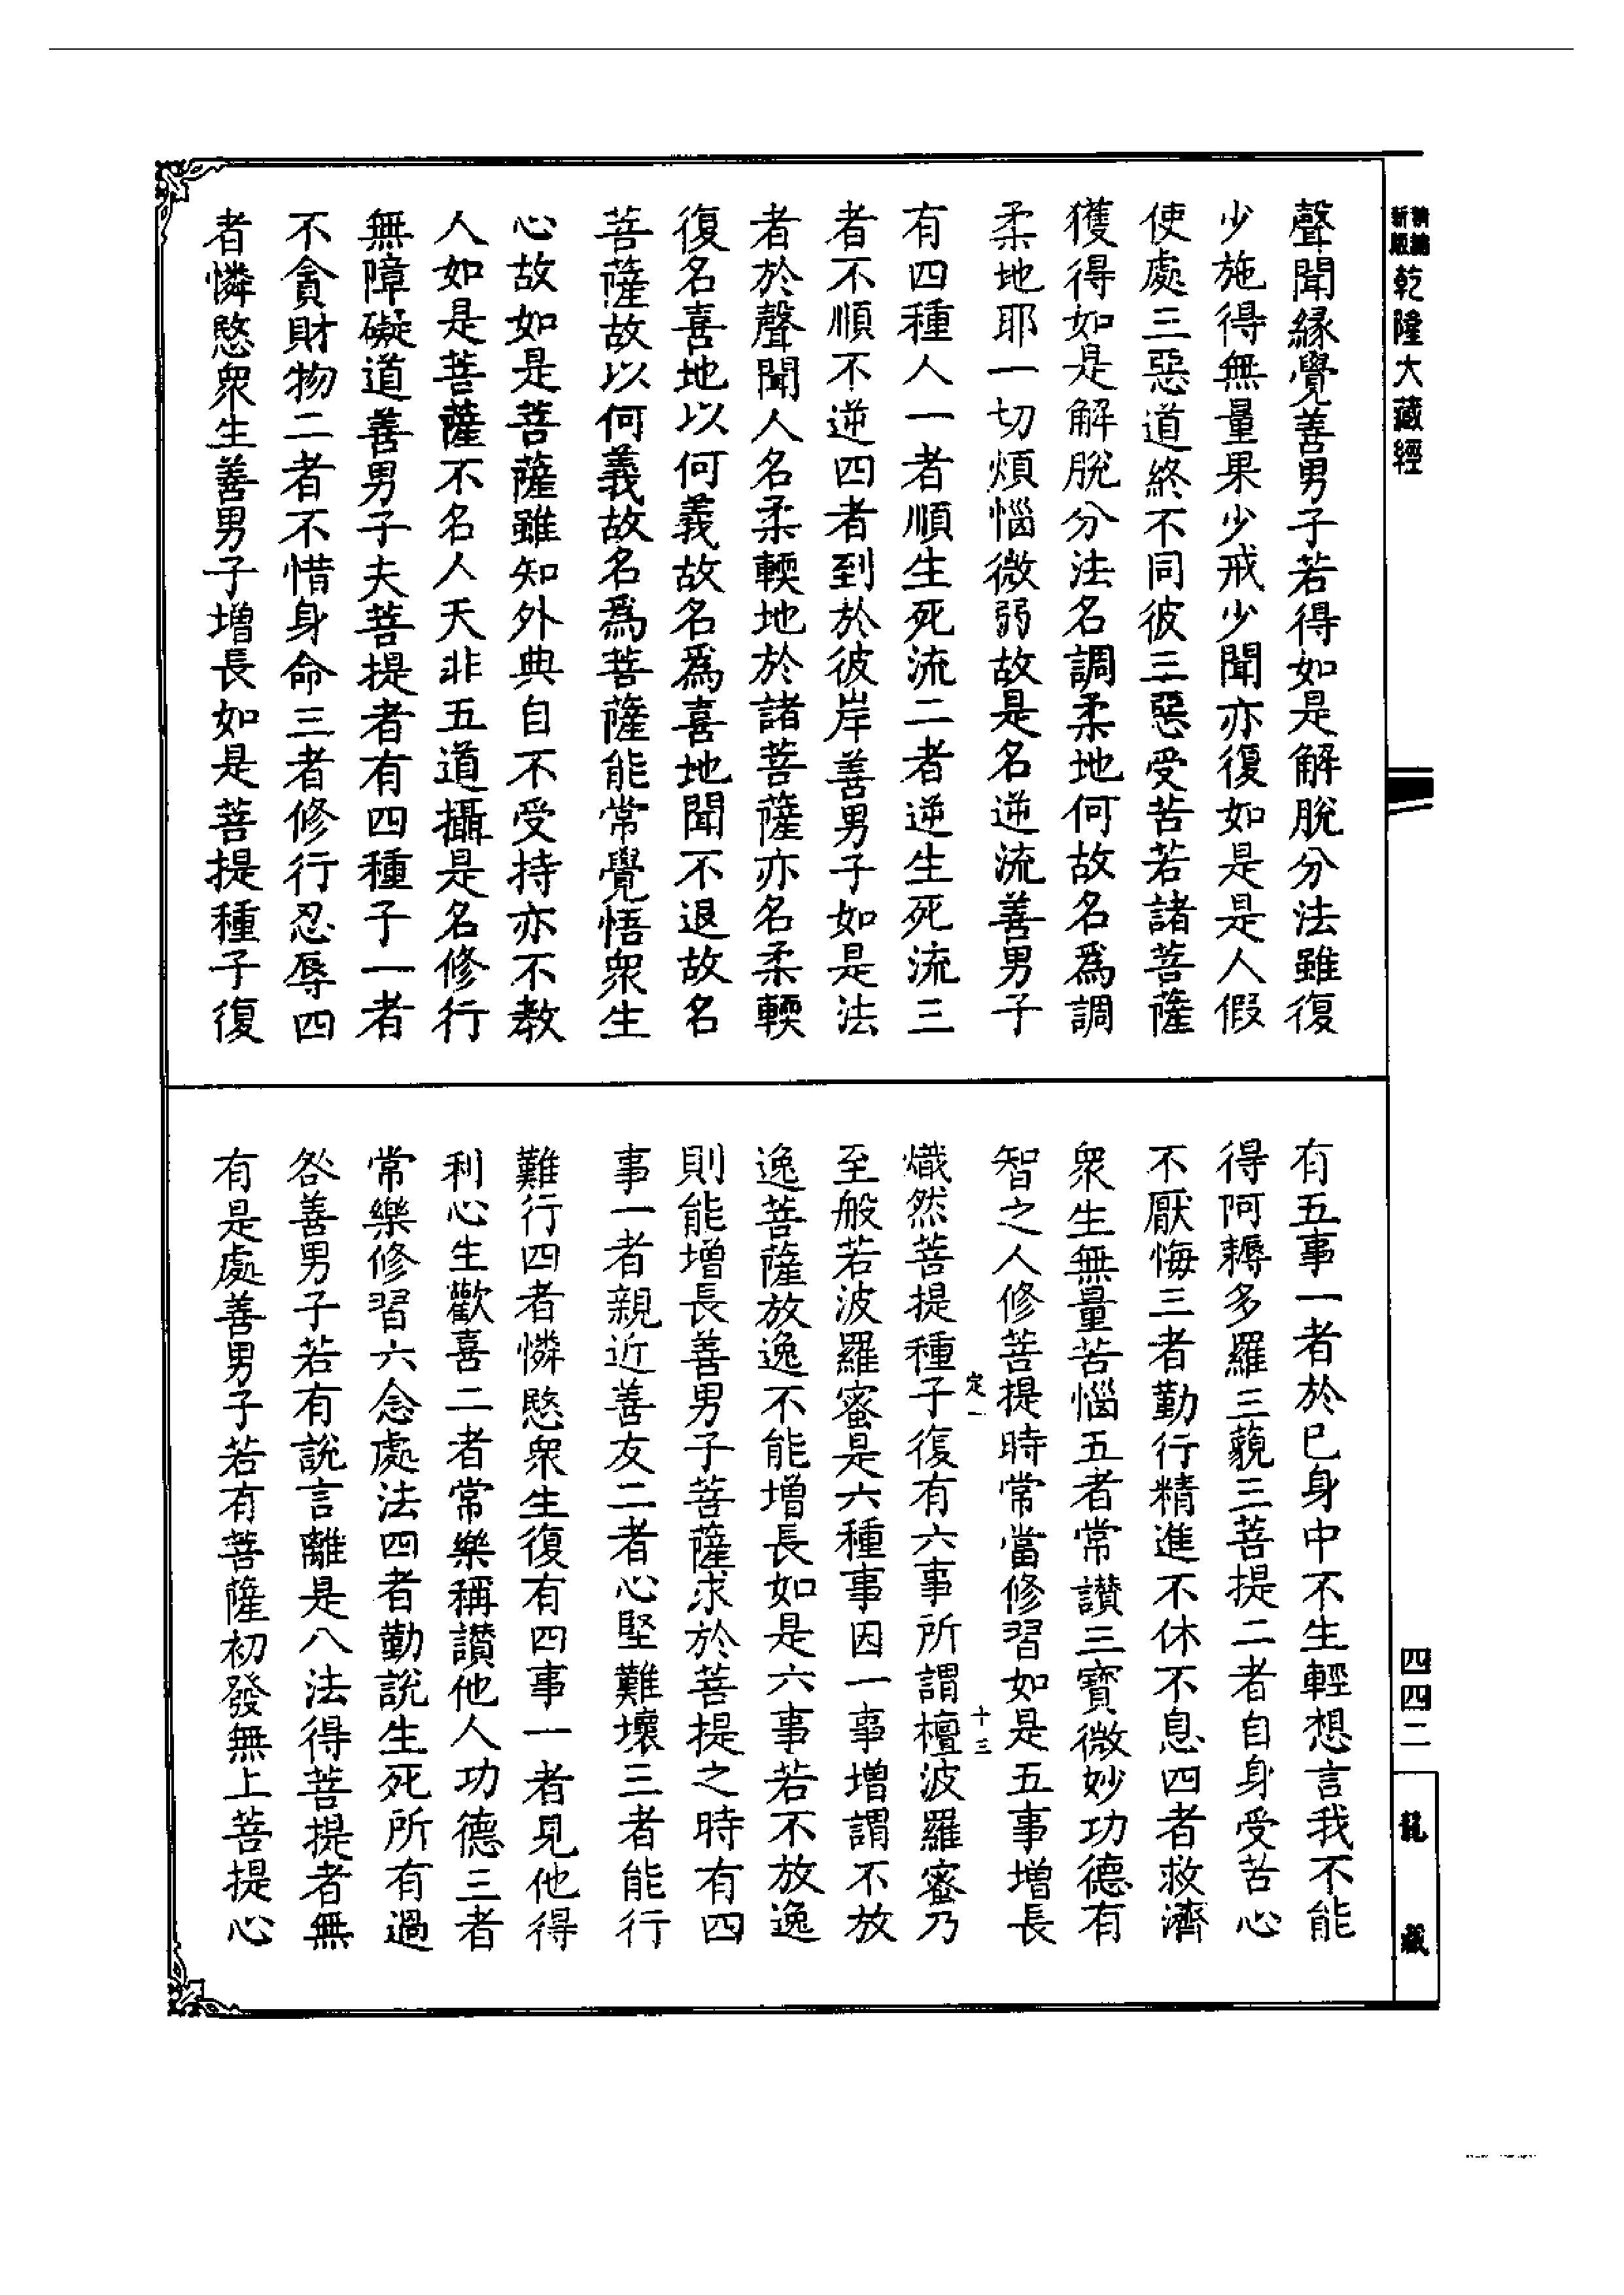 新編
新版
乾隆大藏經
聲聞緣覺善男子若得如是解脫分法雖復
少施得無量果少戒少聞亦復如是是人假
使處三惡道終不同彼三惡受苦若諸菩薩
獲得如是解脫分法名調柔地何故名為調
柔地耶一切煩惱微弱故是名逆流善男子
有四種人一者順生死流二者逆生死流三
者不順不逆四者到於彼岸善男子如是法
者於聲聞人名柔輭地於諸菩薩亦名柔輭
復名喜地以何義故名爲喜地聞不退故名
菩薩故以何義故名爲菩薩能常覺悟眾生
心故如是菩薩雖知外典自不受持亦不教
人如是菩薩不名人天非五道攝是名修行
無障礙道善男子夫菩提者有四種子一者
不貪財物二者不惜身命三者修行忍辱四
者憐愍眾生善男子增長如是菩提種子復
有五事一者於已身中不生輕想言我不能
得阿耨多羅三藐三菩提二者自身受苦心
不厭悔三者勤行精進不休不息四者救濟
眾生無量苦惱五者常讚三寶微妙功德有
智之人修菩提時常當修習如是五事增長
熾然菩提種子復有六事所謂檀波羅蜜乃
至般若波羅蜜是六種事因一事增謂不放
逸菩薩放逸不能增長如是六事若不放逸
則能增長善男子菩薩求於菩提之時有四
事一者親近善友二者心堅難壞三者能行
難行四者憐愍眾生復有四事一者見他得
利心生歡喜二者常樂稱讚他人功德三者
常樂修習六念處法四者勤說生死所有過
咎善男子若有說言離是八法得菩提者無
有是處善男子若有菩薩初發無上菩提心
定一
十三
四四二
龍藏